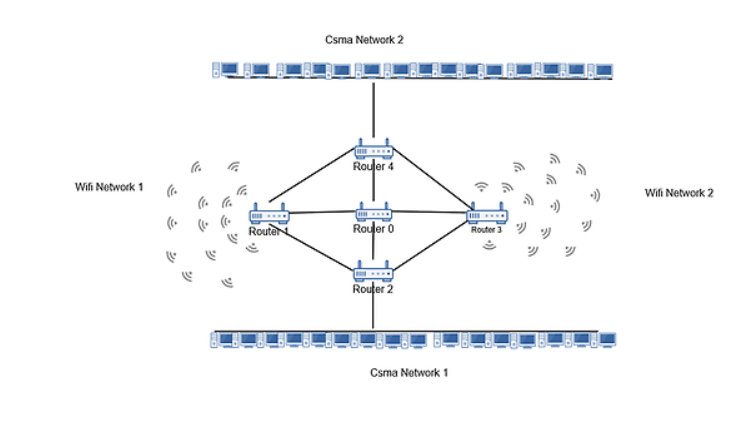 Csma Network 2
Router 4
Wifi Network 1
Wifi Network 2
Router 1
Router 0
Router 3
Router 2
Csma Network 1